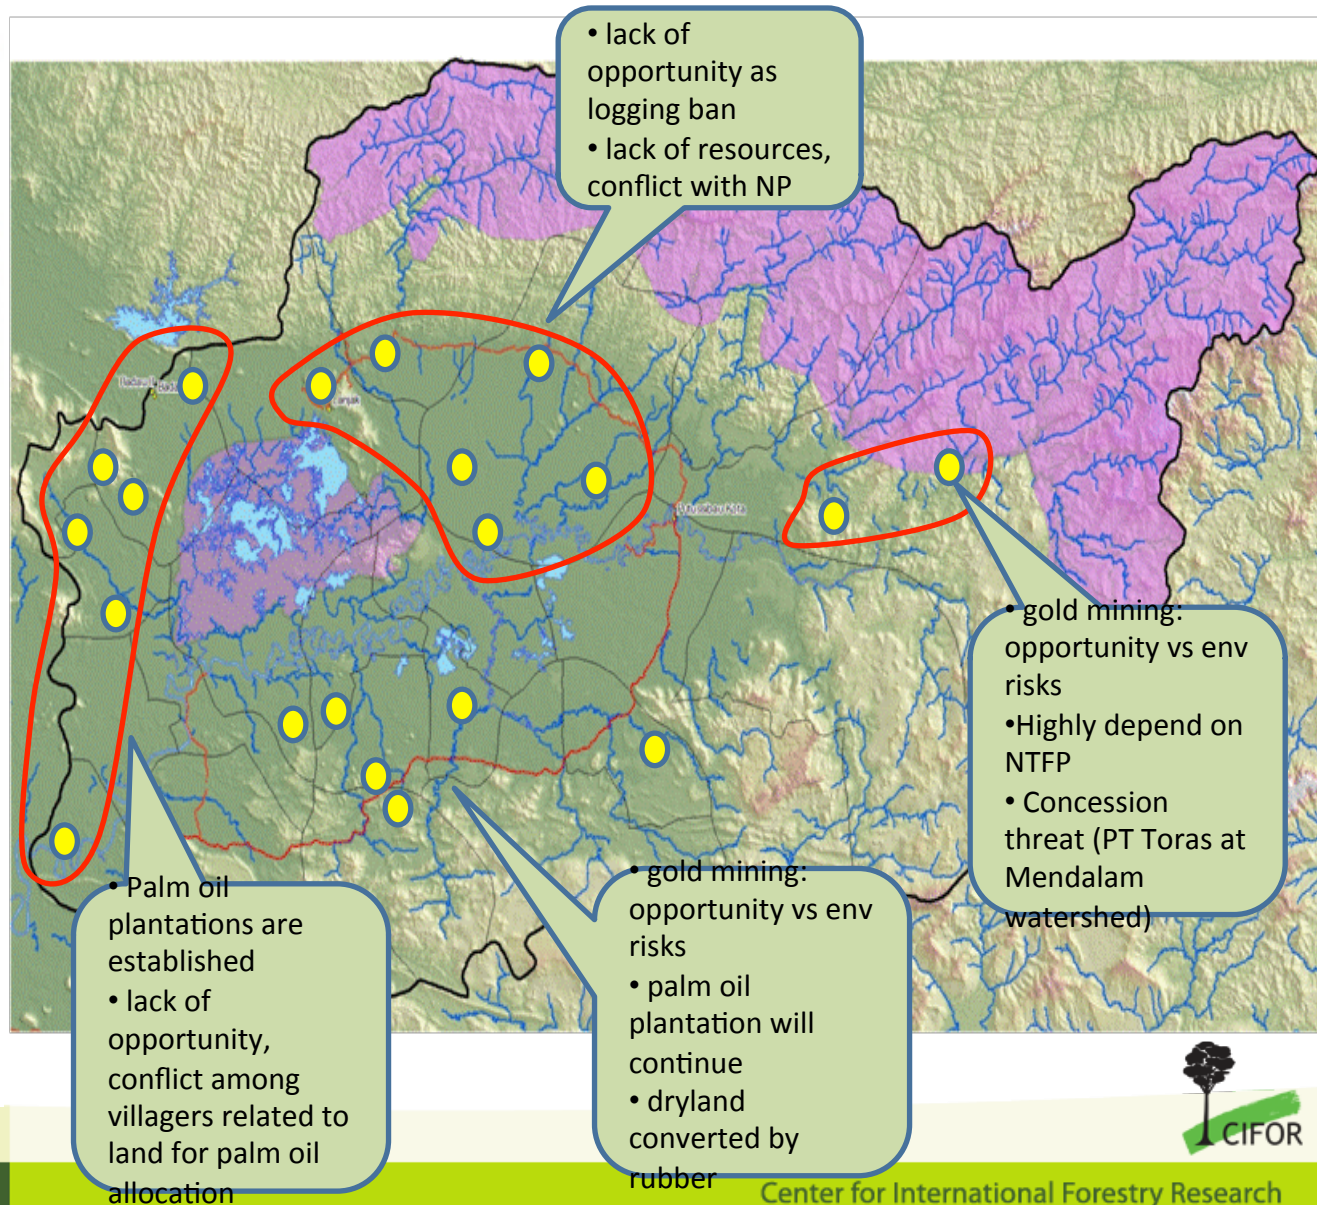 • lack of
opportunity as
logging ban
• lack of resources,
conflict with NP
Lanjak
Putussibau Kota
• gold mining:
opportunity vs env
risks
•Highly depend on
NTFP
• Concession
threat (PT Toras at
Mendalam
watershed)
• Palm oil
plantations are
established
• lack of
opportunity,
conflict among
villagers related to
land for palm oil
allocation
• gold mining:
opportunity vs env
risks
• palm oil
plantation will
continue
• dryland
converted by
rubber
CIFOR
Center for International Forestry Research